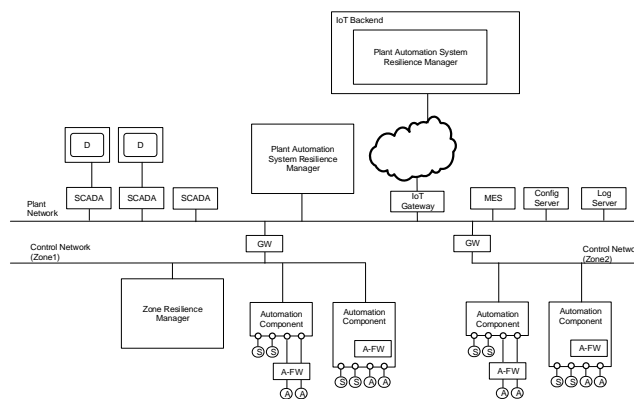 IoT Backend
Plant Automation System
Resilience Manager
D
D
Plant Automation
System Resilience
Manager
SCADA
SCADA
SCADA
IoT
Gateway
MES
Config
Server
Log
Server
Plant
Network
GW
GW
Control Network
(Zone1)
Control Netwo
(Zone2)
Zone Resilience
Manager
Automation
Component
S
S
A-FW
A
A
Automation
Component
A-FW
S
S
A
A
Automation
Component
S
S
A-FW
A
A
Automation
Component
A-FW
S
S
A
A